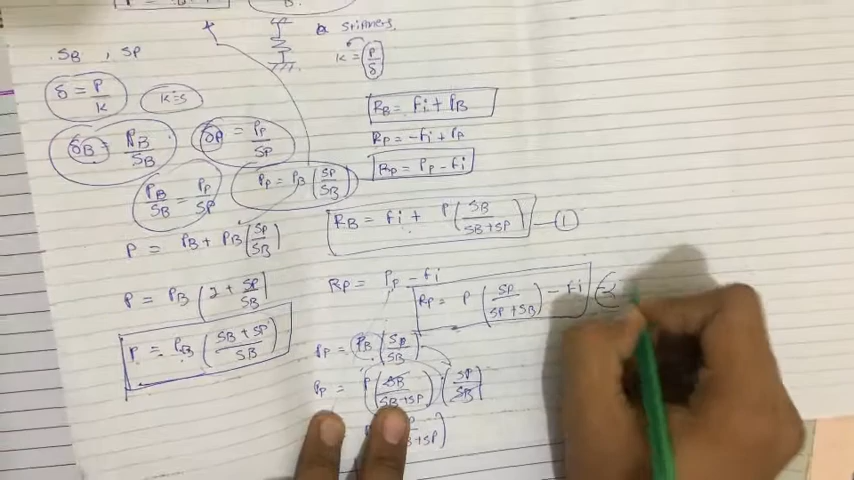 SB , SP
δ = P/k
k=s
δB = PB/SB
δP = PP/SP
PB/SB = PP/SP
PP = PB (SP/SB)
P = PB + PB (SP/SB)
P = PB (2 + SP/SB)
P = PB (SB + SP/SB)
k = P/δ
RB = Fi + PB
RP = -Fi + PP
RP = PP - Fi
RB = Fi + P (SB/SB+SP) — 1
RP = PP - Fi
RP = P (SP/SP+SB) - Fi
PP = PB (SP/SB)
PP = P (SB/SB+SP) (SP/SB)